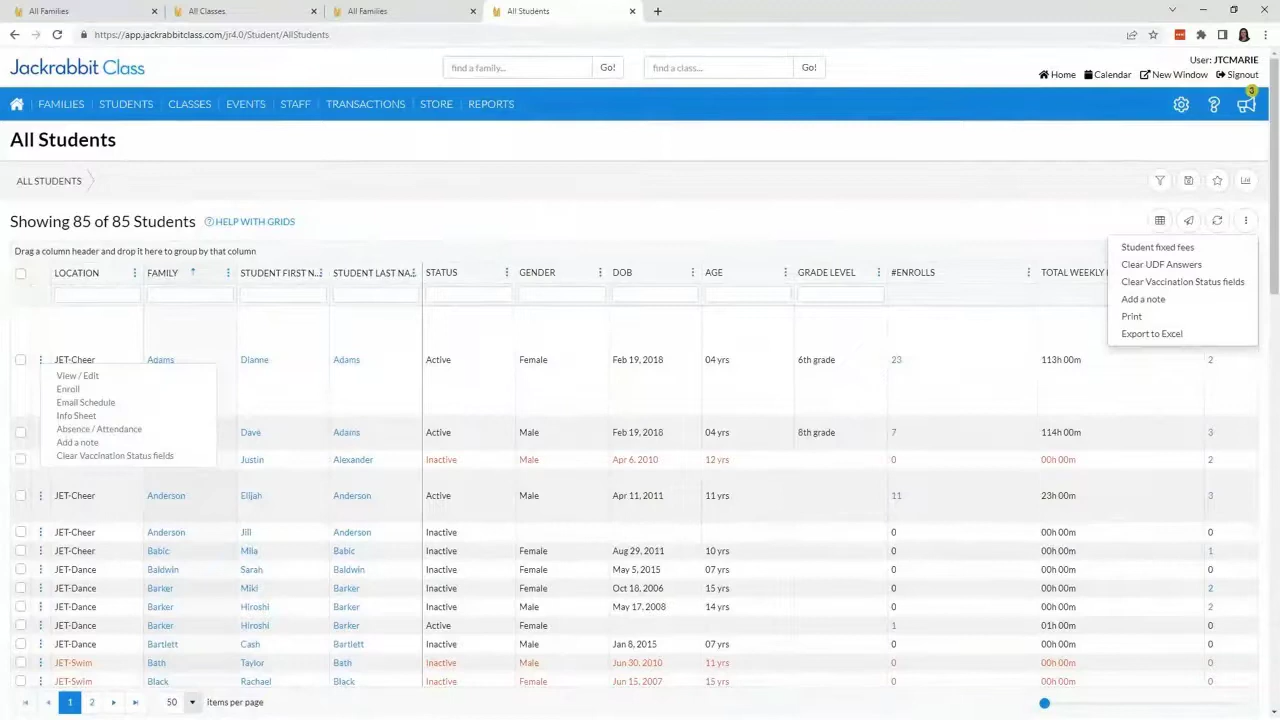 All Families
All Classes
All Families
All Students
https://app.jackrabbitclass.com/jr4.0/Student/AllStudents
Jackrabbit Class
find a family... Go! find a class... Go!
User: JTCMARIE
Home Calendar New Window Signout
FAMILIES STUDENTS CLASSES EVENTS STAFF TRANSACTIONS STORE REPORTS
3
All Students
ALL STUDENTS
Showing 85 of 85 Students HELP WITH GRIDS
Drag a column header and drop it here to group by that column
LOCATION FAMILY STUDENT FIRST N... STUDENT LAST NA... STATUS GENDER DOB AGE GRADE LEVEL #ENROLLS TOTAL WEEKLY
Student fixed fees
Clear UDF Answers
Clear Vaccination Status fields
Add a note
Print
Export to Excel
JET-Cheer Adams Dianne Adams Active Female Feb 19, 2018 04 yrs 6th grade 23 113h 00m 2
View / Edit
Enroll
Email Schedule
Info Sheet
Absence / Attendance
Add a note
Clear Vaccination Status fields
Dave Adams Active Male Feb 19, 2018 04 yrs 8th grade 7 114h 00m 3
Justin Alexander Inactive Male Apr 6, 2010 12 yrs 0 00h 00m 2
JET-Cheer Anderson Elijah Anderson Active Male Apr 11, 2011 11 yrs 11 23h 00m 3
JET-Cheer Anderson Jill Anderson Inactive 0 00h 00m 0
JET-Cheer Babic Mila Babic Inactive Female Aug 29, 2011 10 yrs 0 00h 00m 1
JET-Dance Baldwin Sarah Baldwin Inactive Female May 5, 2015 07 yrs 0 00h 00m 0
JET-Dance Barker Miki Barker Inactive Female Oct 18, 2006 15 yrs 0 00h 00m 2
JET-Dance Barker Hiroshi Barker Inactive Male May 17, 2008 14 yrs 0 00h 00m 2
JET-Dance Barker Hiroshi Barker Active Female 1 01h 00m 0
JET-Dance Bartlett Cash Bartlett Inactive Male Jan 8, 2015 07 yrs 0 00h 00m 0
JET-Swim Bath Taylor Bath Inactive Male Jun 30, 2010 11 yrs 0 00h 00m 0
JET-Swim Black Rachael Black Inactive Female Jun 15, 2007 15 yrs 0 00h 00m 0
1 2 50 items per page